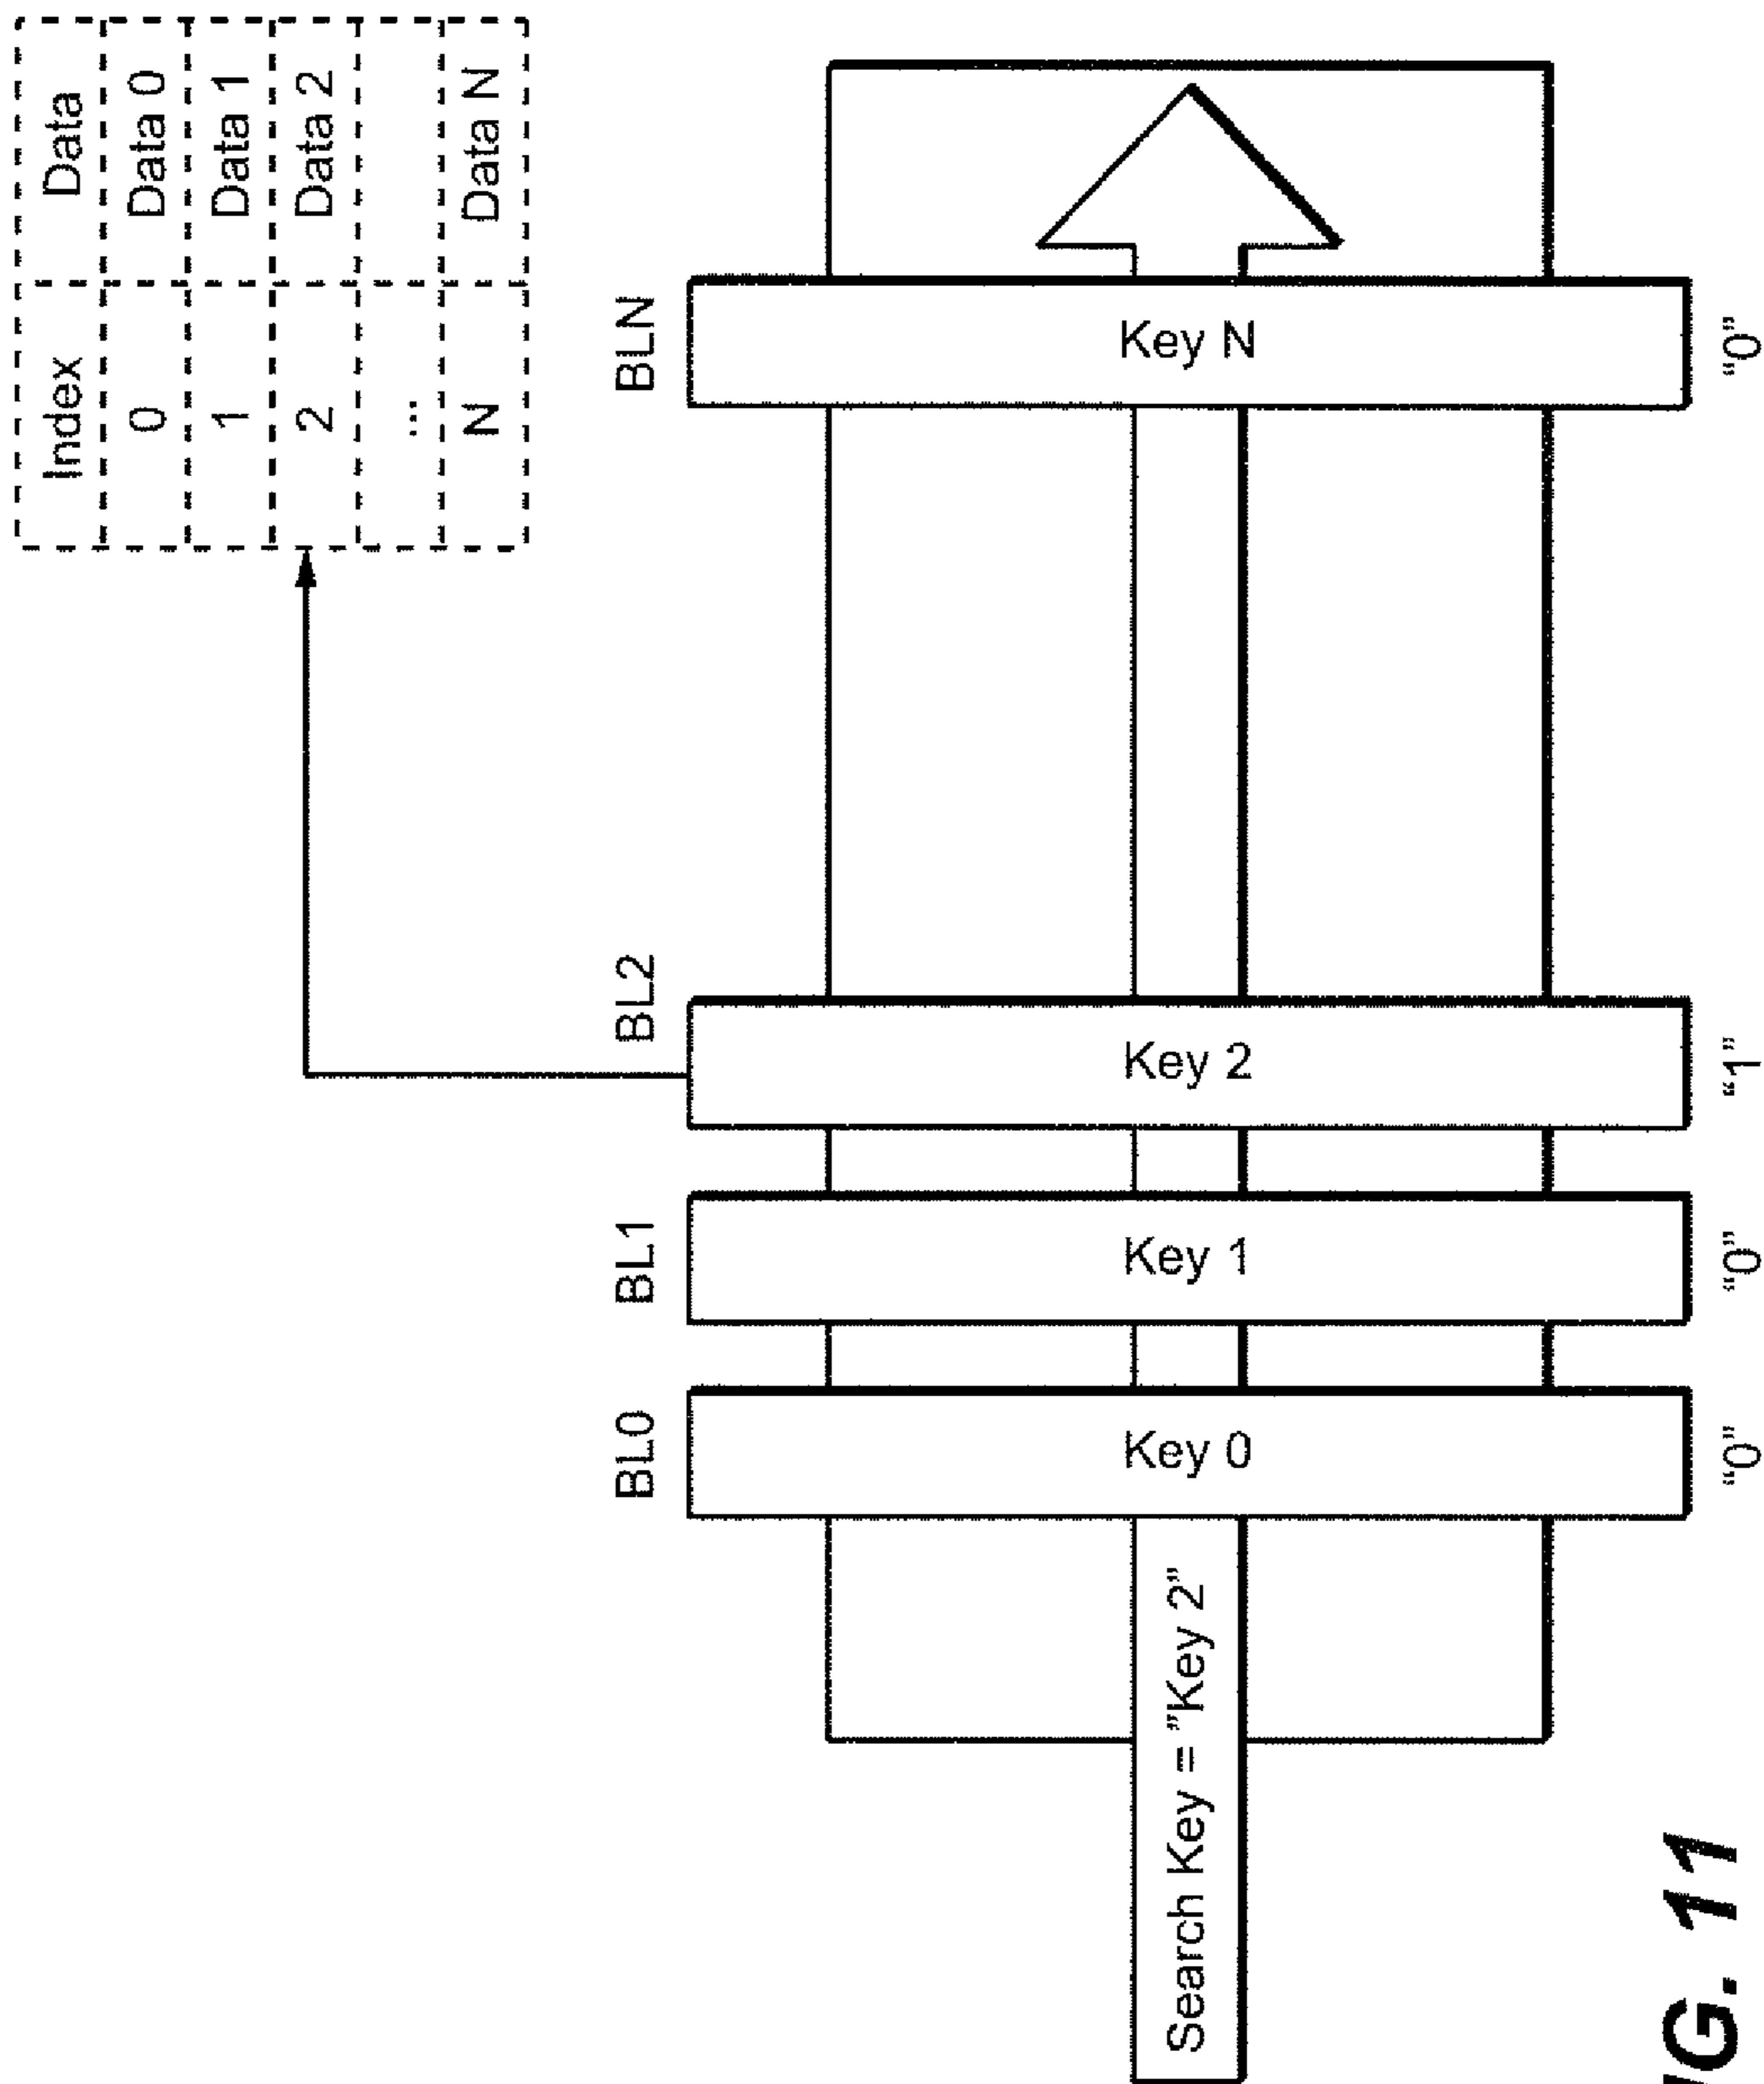 Index Data
0 Data 0
1 Data 1
2 Data 2
...
N Data N
BL0 BL1 BL2 BLN
Search Key = "Key 2" Key 0 Key 1 Key 2 Key N
"0" "0" "1" "0"
IG. 11